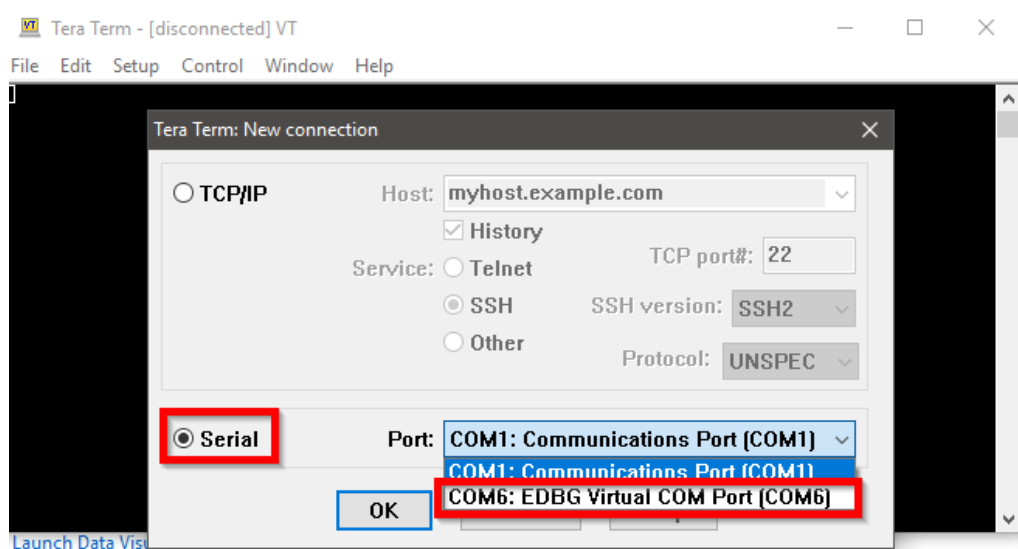 Tera Term - [disconnected] VT
File Edit Setup Control Window Help
Tera Term: New connection
TCP/IP Host: myhost.example.com
History
Service: Telnet TCP port#: 22
SSH SSH version: SSH2
Other Protocol: UNSPEC
Serial Port: COM1: Communications Port (COM1)
COM1: Communications Port (COM1)
COM6: EDBG Virtual COM Port (COM6)
OK
Launch Data